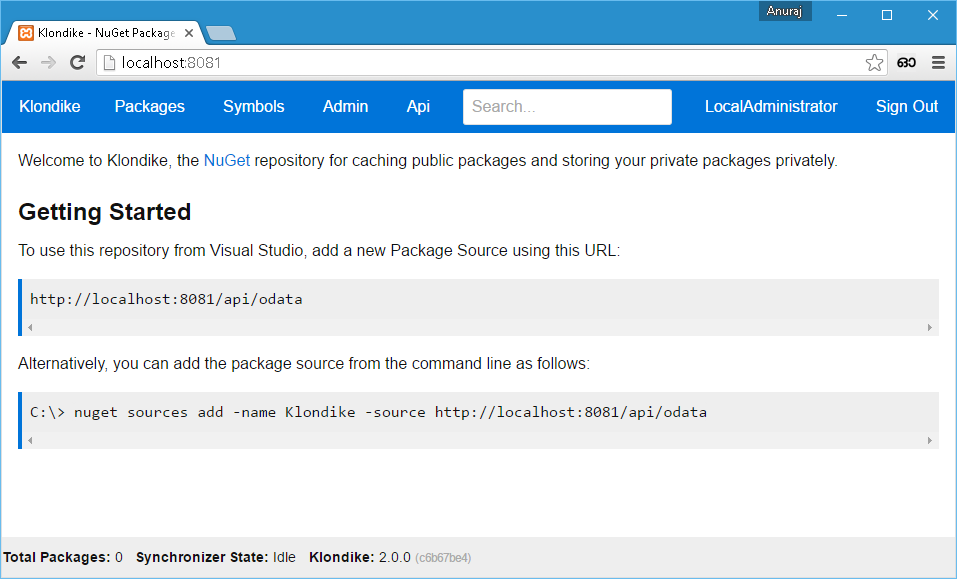 Anuraj
Klondike - NuGet Package
localhost:8081
Klondike Packages Symbols Admin Api Search... LocalAdministrator Sign Out
Welcome to Klondike, the NuGet repository for caching public packages and storing your private packages privately.
Getting Started
To use this repository from Visual Studio, add a new Package Source using this URL:
http://localhost:8081/api/odata
Alternatively, you can add the package source from the command line as follows:
C:\> nuget sources add -name Klondike -source http://localhost:8081/api/odata
Total Packages: 0 Synchronizer State: Idle Klondike: 2.0.0 (c6b67be4)